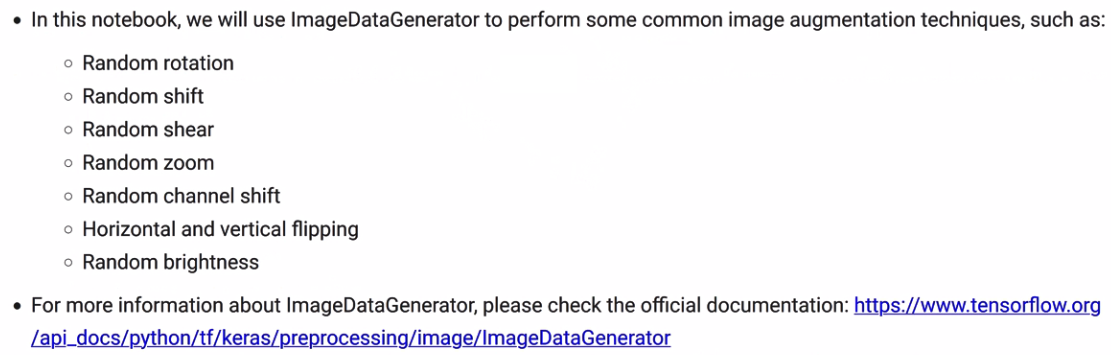 • In this notebook, we will use ImageDataGenerator to perform some common image augmentation techniques, such as:
◦ Random rotation
◦ Random shift
◦ Random shear
◦ Random zoom
◦ Random channel shift
◦ Horizontal and vertical flipping
◦ Random brightness
• For more information about ImageDataGenerator, please check the official documentation: https://www.tensorflow.org
/api_docs/python/tf/keras/preprocessing/image/ImageDataGenerator